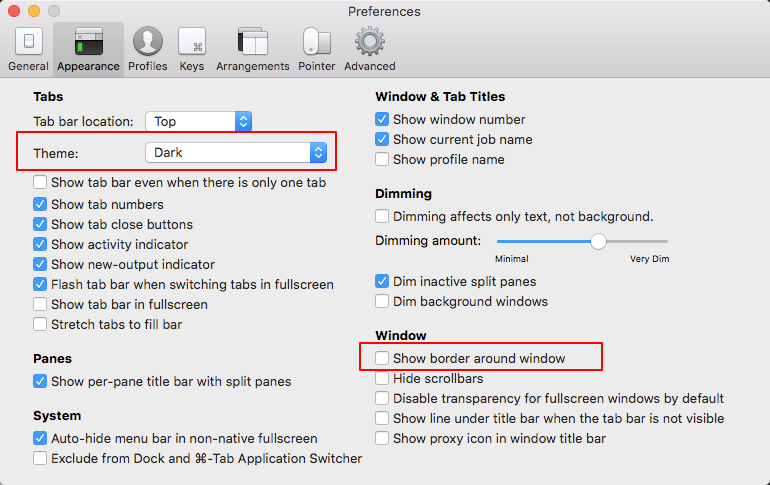 Preferences
General
Appearance
Profiles
Keys
Arrangements
Pointer
Advanced
Tabs
Tab bar location: Top
Theme: Dark
Show tab bar even when there is only one tab
Show tab numbers
Show tab close buttons
Show activity indicator
Show new-output indicator
Flash tab bar when switching tabs in fullscreen
Show tab bar in fullscreen
Stretch tabs to fill bar
Panes
Show per-pane title bar with split panes
System
Auto-hide menu bar in non-native fullscreen
Exclude from Dock and ⌘-Tab Application Switcher
Window & Tab Titles
Show window number
Show current job name
Show profile name
Dimming
Dimming affects only text, not background.
Dimming amount:
Minimal Very Dim
Dim inactive split panes
Dim background windows
Window
Show border around window
Hide scrollbars
Disable transparency for fullscreen windows by default
Show line under title bar when the tab bar is not visible
Show proxy icon in window title bar